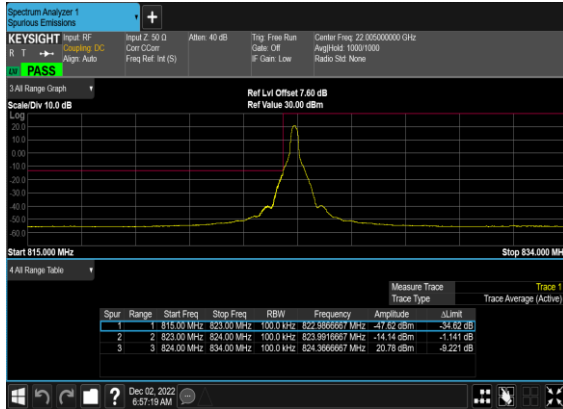 Spectrum Analyzer 1
Spurious Emissions
+
KEYSIGHT Input: RF Input Z: 50 Ω Atten: 40 dB Trig: Free Run Center Freq: 22.005000000 GHz
R T Coupling: DC Corr CCorr Gate: Off Avg|Hold: 1000/1000
Align: Auto Freq Ref: Int (S) IF Gain: Low Radio Std: None
PASS
3 All Range Graph
Ref Lvl Offset 7.60 dB
Scale/Div 10.0 dB Ref Value 30.00 dBm
Log
20.0
10.0
0.00
-10.0
-20.0
-30.0
-40.0
-50.0
-60.0
Start 815.000 MHz Stop 834.000 MHz
4 All Range Table
Measure Trace Trace 1
Trace Type Trace Average (Active)
Spur Range Start Freq Stop Freq RBW Frequency Amplitude ΔLimit
1 1 815.00 MHz 823.00 MHz 100.0 kHz 822.9866667 MHz -47.62 dBm -34.62 dB
2 2 823.00 MHz 824.00 MHz 100.0 kHz 823.9916667 MHz -14.14 dBm -1.141 dB
3 3 824.00 MHz 834.00 MHz 100.0 kHz 824.3666667 MHz 20.78 dBm -9.221 dB
? Dec 02, 2022
6:57:19 AM